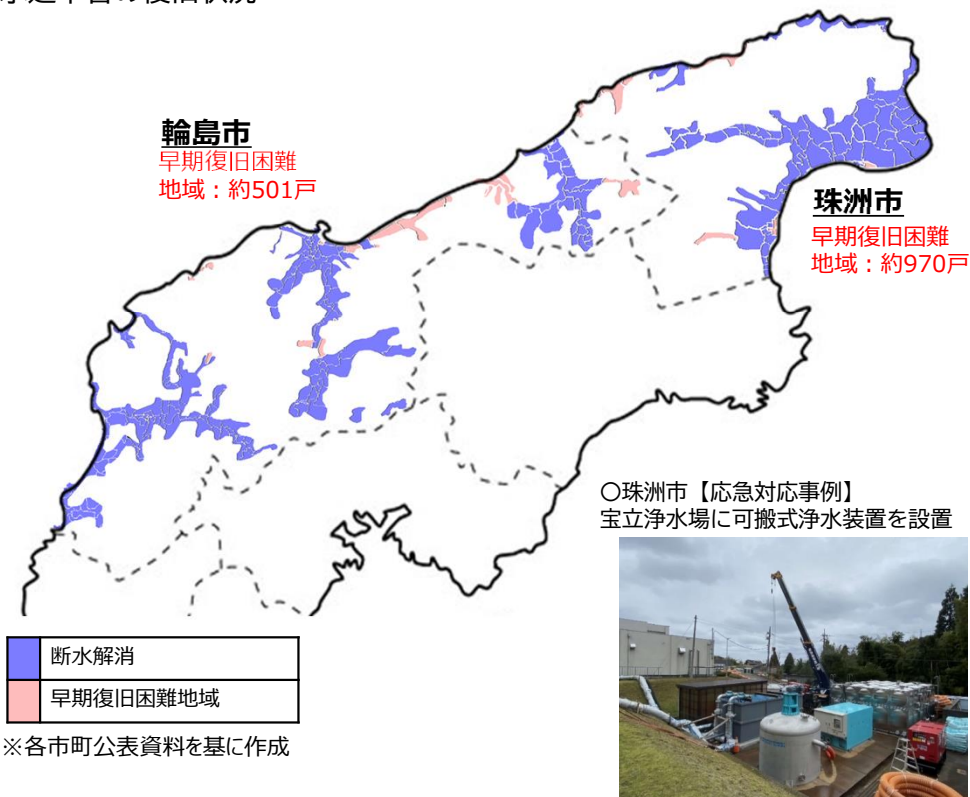 輪島市
早期復旧困難
地域：約501戸
珠洲市
早期復旧困難
地域：約970戸
〇珠洲市【応急対応事例】
宝立浄水場に可搬式浄水装置を設置
断水解消
早期復旧困難地域
※各市町公表資料を基に作成